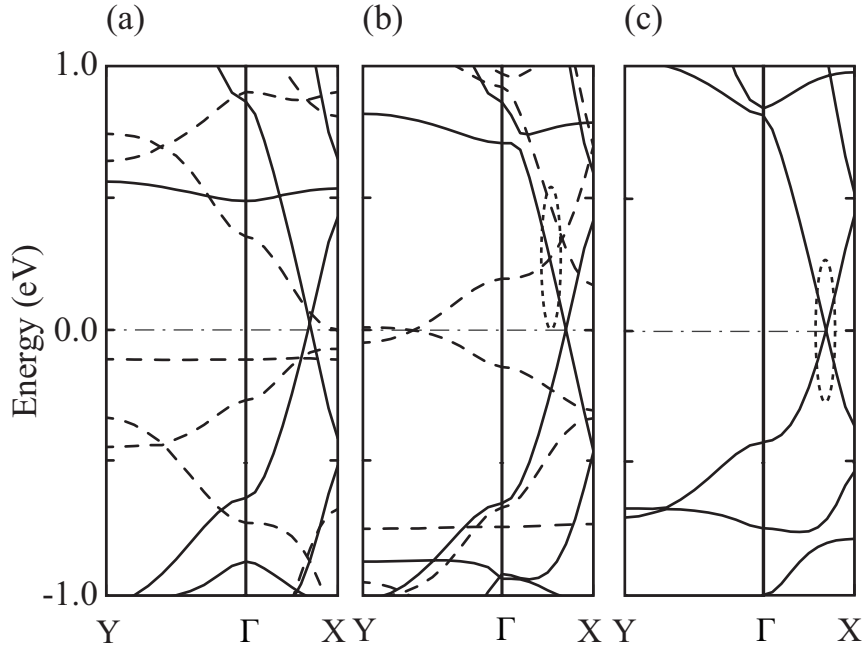 (a) (b) (c)
1.0
0.0
-1.0
Energy (eV)
Y Γ X Y Γ X Y Γ X